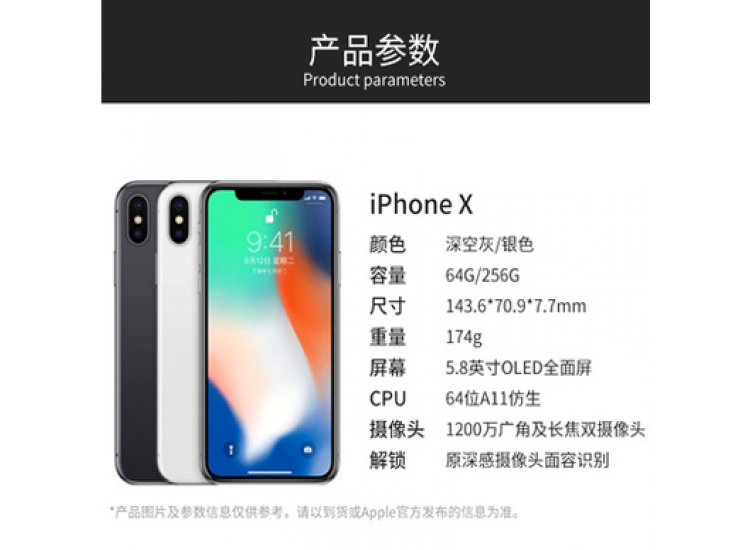 产品参数
Product parameters
iPhone X
颜色 深空灰/银色
容量 64G/256G
尺寸 143.6*70.9*7.7mm
重量 174g
屏幕 5.8英寸OLED全面屏
CPU 64位A11仿生
摄像头 1200万广角及长焦双摄像头
解锁 原深感摄像头面容识别
9:41
9月12日 星期二
*产品图片及参数信息仅供参考，请以到货或Apple官方发布的信息为准。